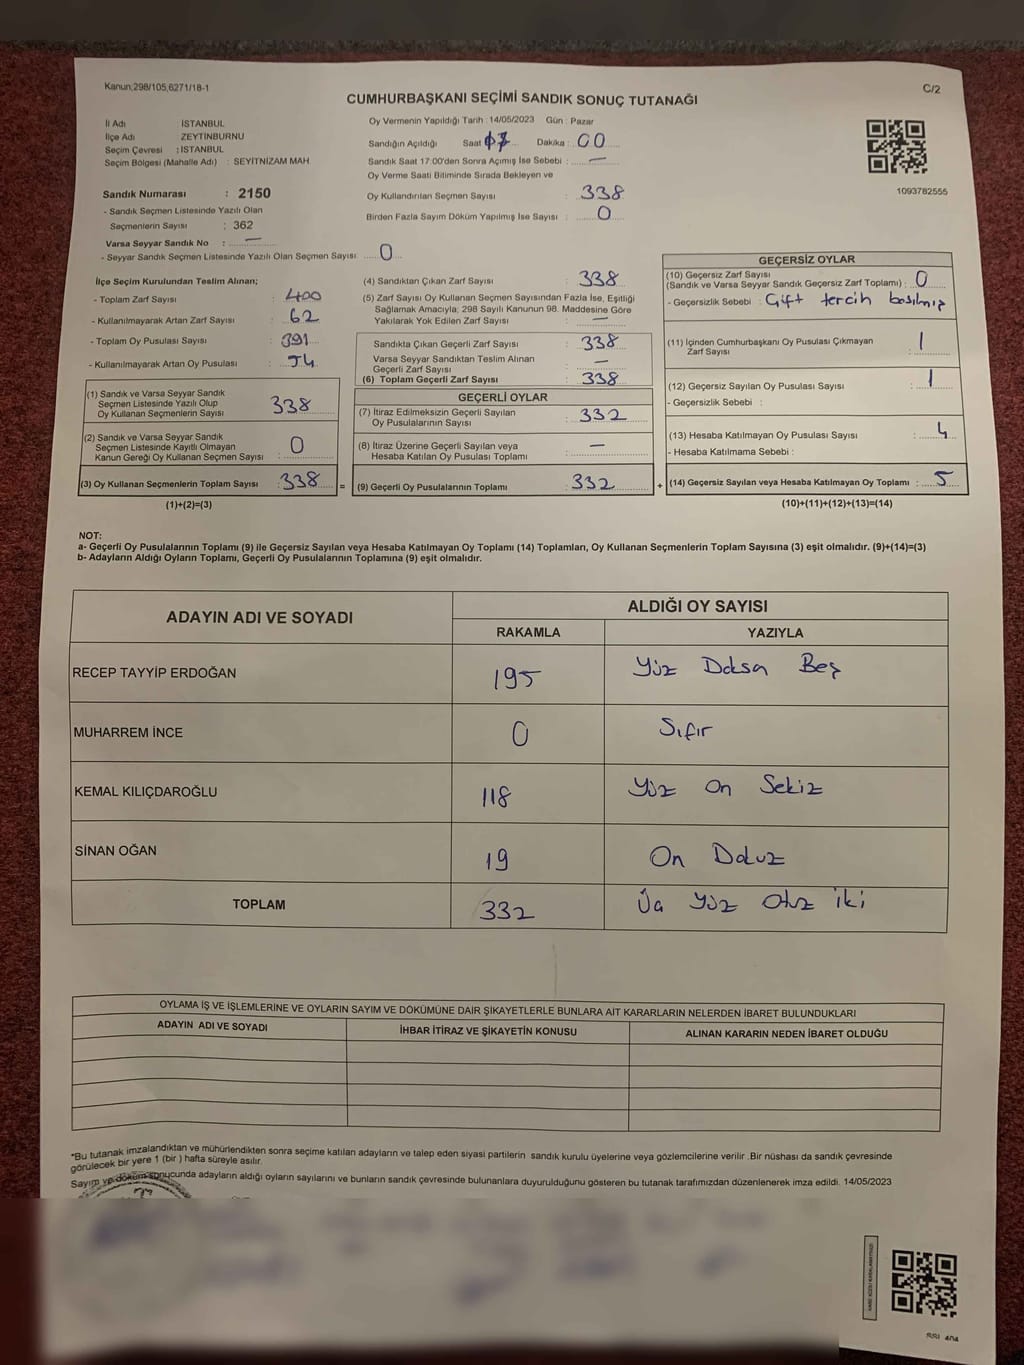 Kanun;298/105,6271/18-1
C/2
CUMHURBAŞKANI SEÇİMİ SANDIK SONUÇ TUTANAĞI
İl Adı İSTANBUL
İlçe Adı ZEYTİNBURNU
Seçim Çevresi : İSTANBUL
Seçim Bölgesi (Mahalle Adı) : SEYİTNİZAM MAH
Sandık Numarası : 2150
- Sandık Seçmen Listesinde Yazılı Olan
Seçmenlerin Sayısı : 362
Varsa Seyyar Sandık No : —
- Seyyar Sandık Seçmen Listesinde Yazılı Olan Seçmen Sayısı 0
Oy Vermenin Yapıldığı Tarih : 14/05/2023 Gün : Pazar
Sandığın Açıldığı Saat 17 Dakika : 00
Sandık Saat 17:00'den Sonra Açımış İse Sebebi : —
Oy Verme Saati Bitiminde Sırada Bekleyen ve
Oy Kullandırılan Seçmen Sayısı : 338
Birden Fazla Sayım Döküm Yapılmış İse Sayısı : 0
1093782555
İlçe Seçim Kurulundan Teslim Alınan;
- Toplam Zarf Sayısı : 400
- Kullanılmayarak Artan Zarf Sayısı : 62
- Toplam Oy Pusulası Sayısı : 391
- Kullanılmayarak Artan Oy Pusulası : 54
(1) Sandık ve Varsa Seyyar Sandık
Seçmen Listesinde Yazılı Olup
Oy Kullanan Seçmenlerin Sayısı 338
(2) Sandık ve Varsa Seyyar Sandık
Seçmen Listesinde Kayıtlı Olmayan
Kanun Gereği Oy Kullanan Seçmen Sayısı 0
(3) Oy Kullanan Seçmenlerin Toplam Sayısı : 338
(1)+(2)=(3)
(4) Sandıktan Çıkan Zarf Sayısı : 338
(5) Zarf Sayısı Oy Kullanan Seçmen Sayısından Fazla İse, Eşitliği
Sağlamak Amacıyla; 298 Sayılı Kanunun 98. Maddesine Göre
Yakılarak Yok Edilen Zarf Sayısı : —
Sandıkta Çıkan Geçerli Zarf Sayısı : 338
Varsa Seyyar Sandıktan Teslim Alınan
Geçerli Zarf Sayısı —
(6) Toplam Geçerli Zarf Sayısı : 338
GEÇERLİ OYLAR
(7) İtiraz Edilmeksizin Geçerli Sayılan
Oy Pusulalarının Sayısı : 332
(8) İtiraz Üzerine Geçerli Sayılan veya
Hesaba Katılan Oy Pusulası Toplamı : —
= (9) Geçerli Oy Pusulalarının Toplamı : 332
GEÇERSİZ OYLAR
(10) Geçersiz Zarf Sayısı
(Sandık ve Varsa Seyyar Sandık Geçersiz Zarf Toplamı) : 0
- Geçersizlik Sebebi : Çift tercih basılmış
(11) İçinden Cumhurbaşkanı Oy Pusulası Çıkmayan
Zarf Sayısı : 1
(12) Geçersiz Sayılan Oy Pusulası Sayısı : 1
- Geçersizlik Sebebi :
(13) Hesaba Katılmayan Oy Pusulası Sayısı : 4
- Hesaba Katılmama Sebebi :
+ (14) Geçersiz Sayılan veya Hesaba Katılmayan Oy Toplamı : 5
(10)+(11)+(12)+(13)=(14)
NOT:
a- Geçerli Oy Pusulalarının Toplamı (9) ile Geçersiz Sayılan veya Hesaba Katılmayan Oy Toplamı (14) Toplamları, Oy Kullanan Seçmenlerin Toplam Sayısına (3) eşit olmalıdır. (9)+(14)=(3)
b- Adayların Aldığı Oyların Toplamı, Geçerli Oy Pusulalarının Toplamına (9) eşit olmalıdır.
ADAYIN ADI VE SOYADI ALDIĞI OY SAYISI
RAKAMLA YAZIYLA
RECEP TAYYİP ERDOĞAN 195 Yüz Doksan Beş
MUHARREM İNCE 0 Sıfır
KEMAL KILIÇDAROĞLU 118 Yüz On Sekiz
SİNAN OĞAN 19 On Dokuz
TOPLAM 332 Üç Yüz Otuz iki
OYLAMA İŞ VE İŞLEMLERİNE VE OYLARIN SAYIM VE DÖKÜMÜNE DAİR ŞİKAYETLERLE BUNLARA AİT KARARLARIN NELERDEN İBARET BULUNDUKLARI
ADAYIN ADI VE SOYADI İHBAR İTİRAZ VE ŞİKAYETİN KONUSU ALINAN KARARIN NEDEN İBARET OLDUĞU
*Bu tutanak imzalandıktan ve mühürlendikten sonra seçime katılan adayların ve talep eden siyasi partilerin sandık kurulu üyelerine veya gözlemcilerine verilir .Bir nüshası da sandık çevresinde
görülecek bir yere 1 (bir ) hafta süreyle asılır.
Sayım ve döküm sonucunda adayların aldığı oyların sayılarını ve bunların sandık çevresinde bulunanlara duyurulduğunu gösteren bu tutanak tarafımızdan düzenlenerek imza edildi. 14/05/2023